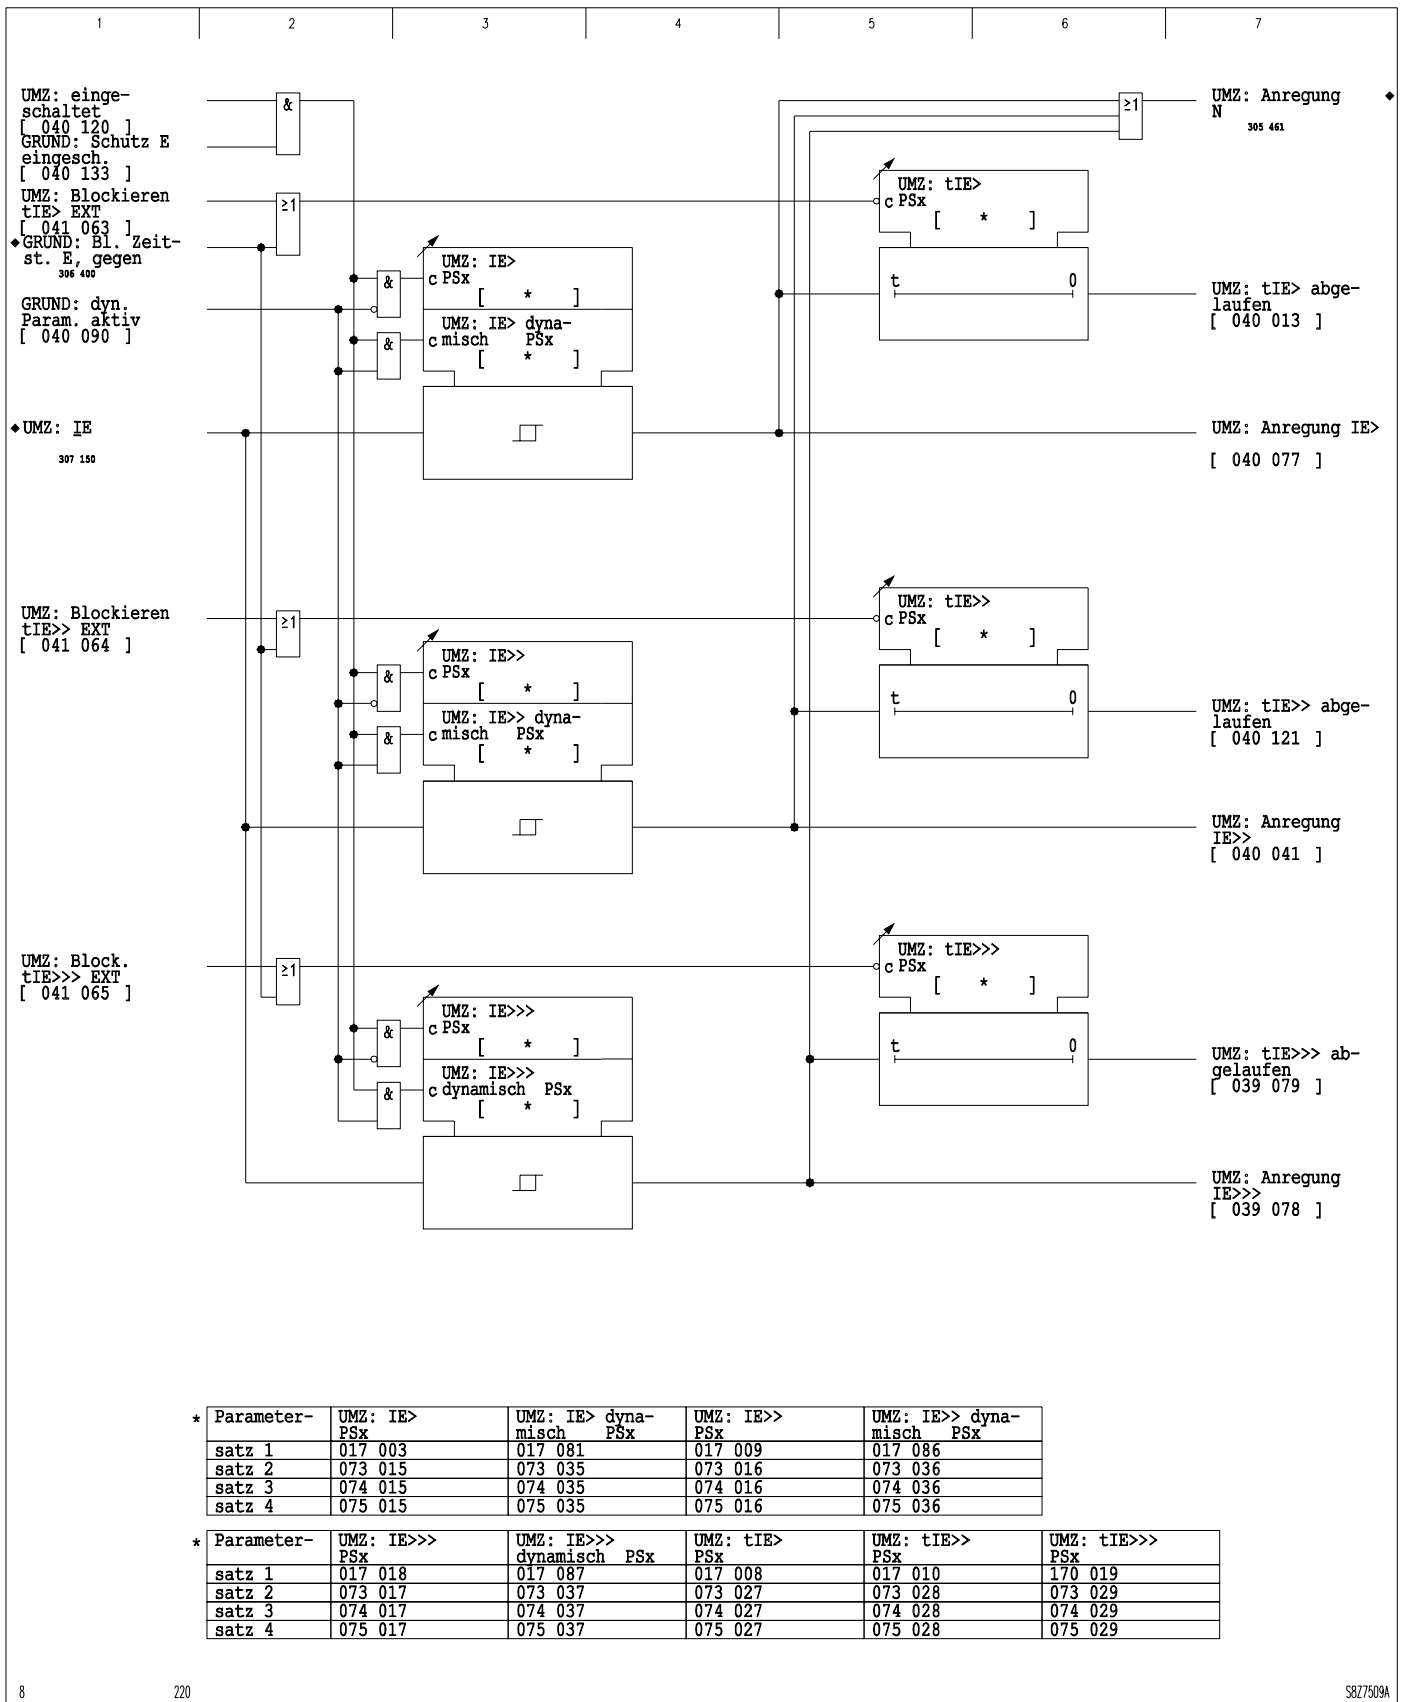 1 2 3 4 5 6 7
UMZ: einge-
schaltet
[ 040 120 ]
GRUND: Schutz E
eingesch.
[ 040 133 ]
UMZ: Blockieren
tIE> EXT
[ 041 063 ]
◆GRUND: Bl. Zeit-
st. E, gegen
306 400
GRUND: dyn.
Param. aktiv
[ 040 090 ]
◆UMZ: IE
307 150
UMZ: Blockieren
tIE>> EXT
[ 041 064 ]
UMZ: Block.
tIE>>> EXT
[ 041 065 ]
&
≥1
≥1
≥1
&
&
&
&
&
&
UMZ: IE>
c PSx
[ * ]
UMZ: IE> dyna-
c misch PSx
[ * ]
UMZ: IE>>
c PSx
[ * ]
UMZ: IE>> dyna-
c misch PSx
[ * ]
UMZ: IE>>>
c PSx
[ * ]
UMZ: IE>>>
c dynamisch PSx
[ * ]
UMZ: tIE>
c PSx
[ * ]
t 0
UMZ: tIE>>
c PSx
[ * ]
t 0
UMZ: tIE>>>
c PSx
[ * ]
t 0
≥1
UMZ: Anregung ◆
N
305 461
UMZ: tIE> abge-
laufen
[ 040 013 ]
UMZ: Anregung IE>
[ 040 077 ]
UMZ: tIE>> abge-
laufen
[ 040 121 ]
UMZ: Anregung
IE>>
[ 040 041 ]
UMZ: tIE>>> ab-
gelaufen
[ 039 079 ]
UMZ: Anregung
IE>>>
[ 039 078 ]
* Parameter- UMZ: IE> PSx UMZ: IE> dyna-misch PSx UMZ: IE>> PSx UMZ: IE>> dyna-misch PSx
satz 1 017 003 017 081 017 009 017 086
satz 2 073 015 073 035 073 016 073 036
satz 3 074 015 074 035 074 016 074 036
satz 4 075 015 075 035 075 016 075 036
* Parameter- UMZ: IE>>> PSx UMZ: IE>>> dynamisch PSx UMZ: tIE> PSx UMZ: tIE>> PSx UMZ: tIE>>> PSx
satz 1 017 018 017 087 017 008 017 010 170 019
satz 2 073 017 073 037 073 027 073 028 073 029
satz 3 074 017 074 037 074 027 074 028 074 029
satz 4 075 017 075 037 075 027 075 028 075 029
8 220 S8Z7509A